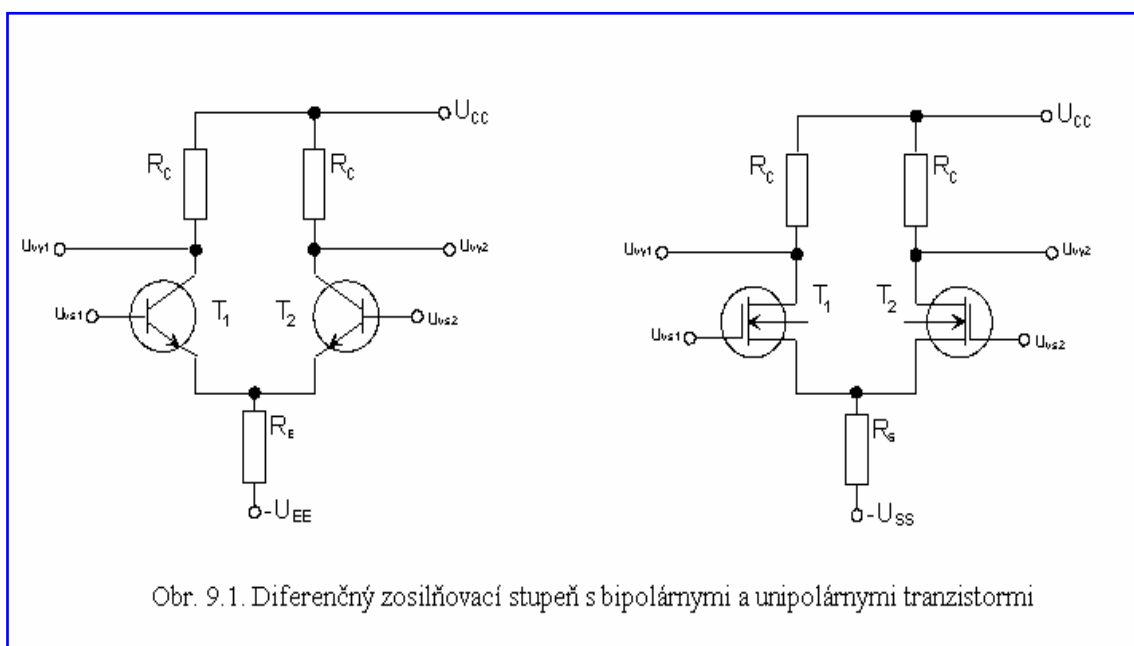 U_CC
R_C
R_C
U_vy1
U_vy2
U_vs1
T_1
T_2
U_vs2
R_E
-U_EE
U_CC
R_C
R_C
U_vy1
U_vy2
U_vs1
T_1
T_2
U_vs2
R_S
-U_SS
Obr. 9.1. Diferenčný zosilňovací stupeň s bipolárnymi a unipolárnymi tranzistormi